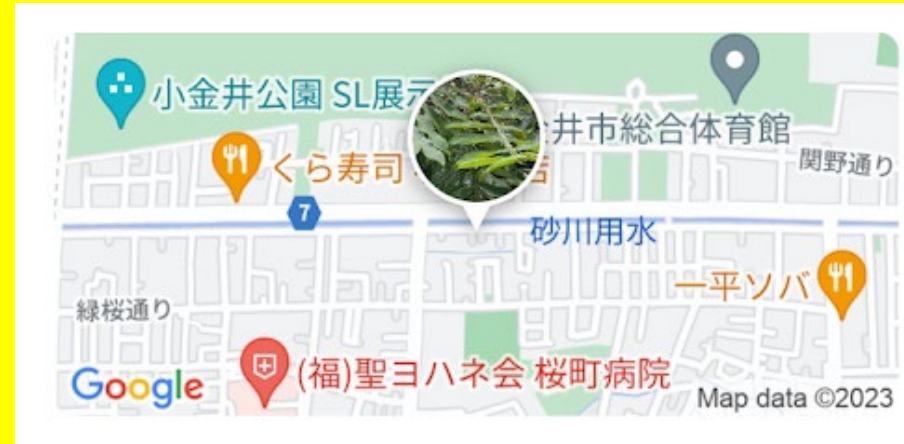 小金井公園 SL展示
井市総合体育館
くら寿司
店
関野通り
7
砂川用水
一平ソバ
緑桜通り
(福)聖ヨハネ会 桜町病院
Google
Map data ©2023